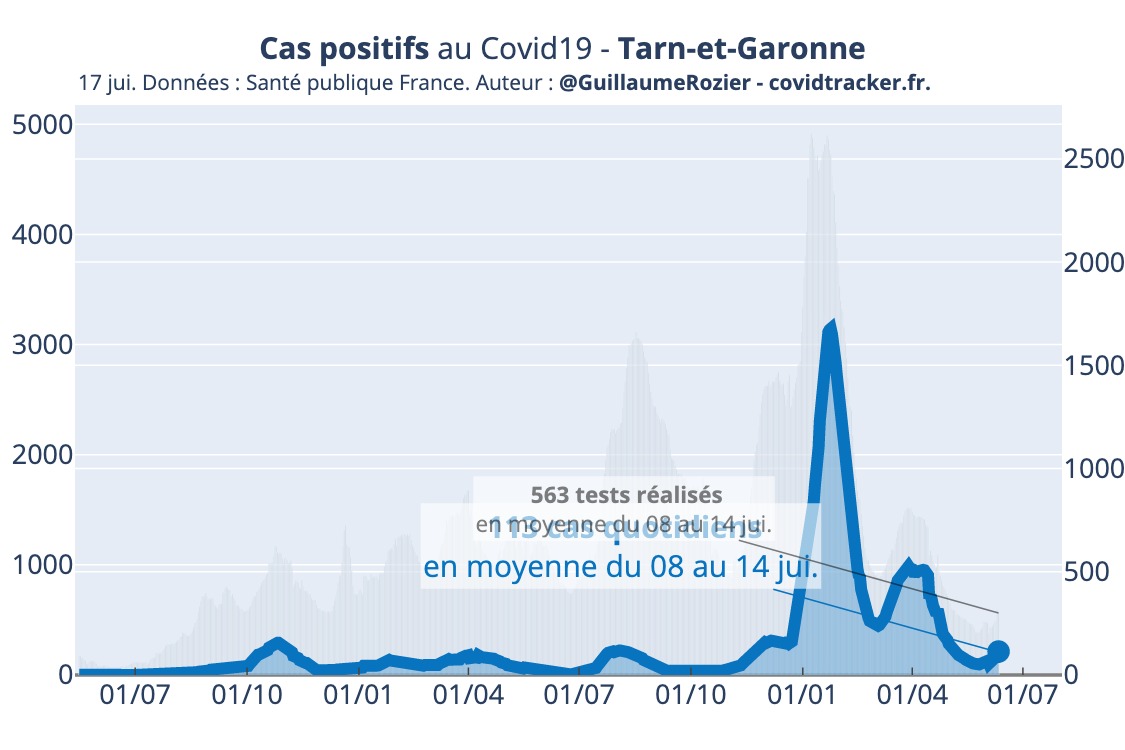 Cas positifs au Covid19 - Tarn-et-Garonne
17 jui. Données : Santé publique France. Auteur : @GuillaumeRozier - covidtracker.fr.
5000
4000
3000
2000
1000
0
2500
2000
1500
1000
500
0
563 tests réalisés
en moyenne du 08 au 14 jui.
113 cas quotidiens
en moyenne du 08 au 14 jui.
01/07 01/10 01/01 01/04 01/07 01/10 01/01 01/04 01/07